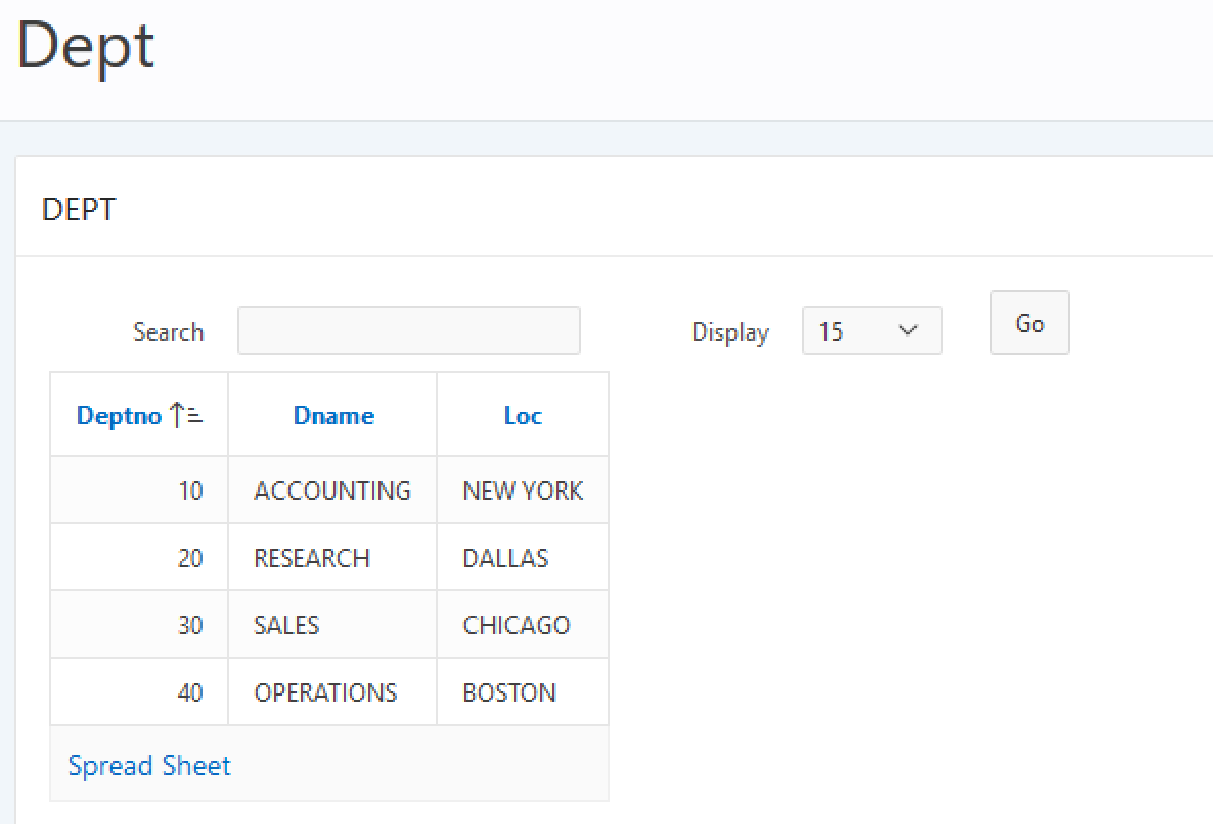 Dept
DEPT
Search Display 15 Go
Deptno Dname Loc
10 ACCOUNTING NEW YORK
20 RESEARCH DALLAS
30 SALES CHICAGO
40 OPERATIONS BOSTON
Spread Sheet